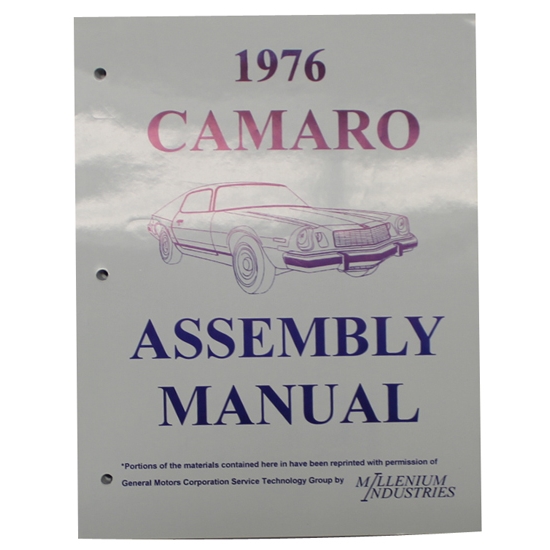 1976
CAMARO
ASSEMBLY
MANUAL
*Portions of the materials contained here in have been reprinted with permission of
General Motors Corporation Service Technology Group by MILLENIUM
INDUSTRIES